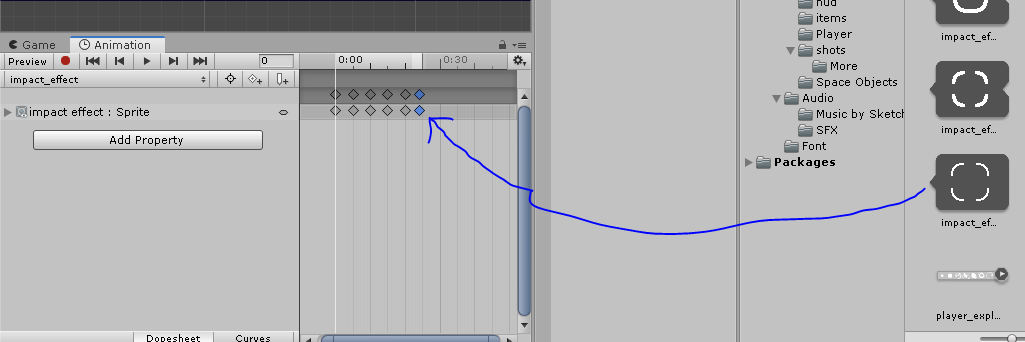 Game
Animation
Preview
0
0:00
0:30
impact_effect
impact effect : Sprite
Add Property
Dopesheet
Curves
hud
items
Player
shots
More
Space Objects
Audio
Music by Sketch
SFX
Font
Packages
impact_ef...
impact_ef...
impact_ef...
player_expl...